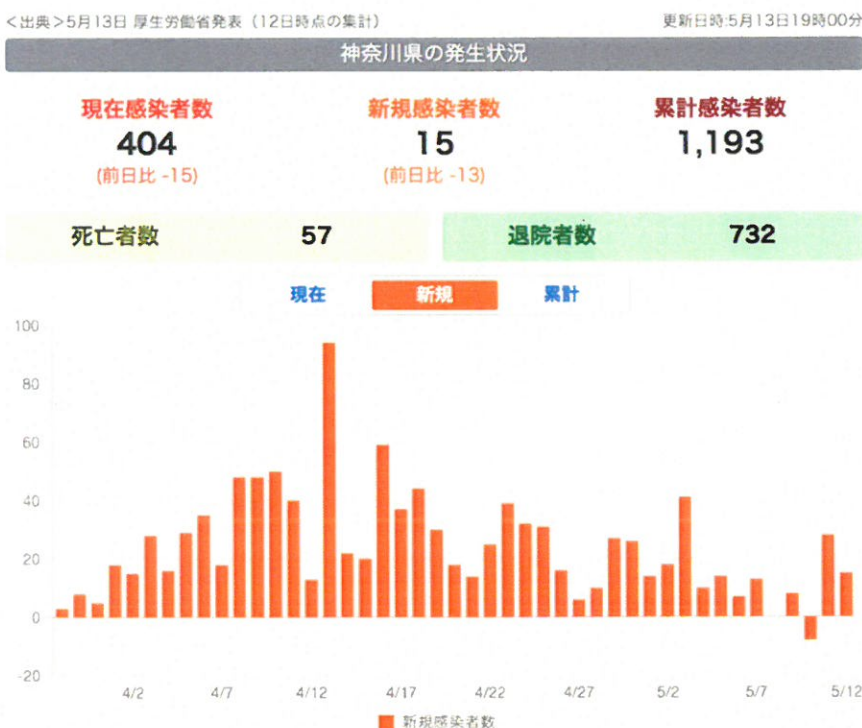 <出典>5月13日 厚生労働省発表（12日時点の集計） 更新日時:5月13日19時00分
神奈川県の発生状況
現在感染者数 新規感染者数 累計感染者数
404 15 1,193
(前日比 -15) (前日比 -13)
死亡者数 57 退院者数 732
現在 新規 累計
100
80
60
40
20
0
-20
4/2 4/7 4/12 4/17 4/22 4/27 5/2 5/7 5/12
新規感染者数